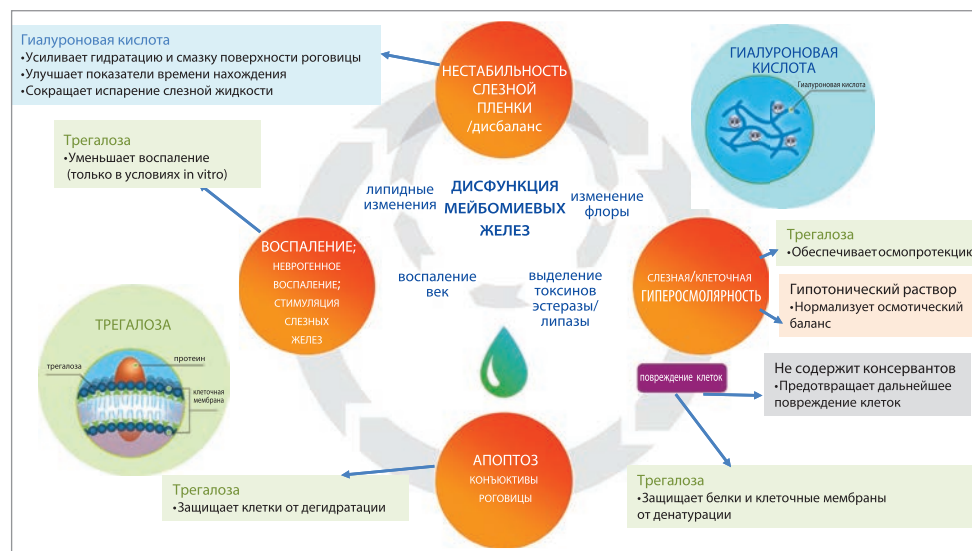 Гиалуроновая кислота
•Усиливает гидратацию и смазку поверхности роговицы
•Улучшает показатели времени нахождения
•Сокращает испарение слезной жидкости
НЕСТАБИЛЬНОСТЬ
СЛЕЗНОЙ
ПЛЕНКИ
/дисбаланс
ГИАЛУРОНОВАЯ
КИСЛОТА
Гиалуроновая кислота
Трегалоза
•Уменьшает воспаление
(только в условиях in vitro)
липидные
изменения
ДИСФУНКЦИЯ
МЕЙБОМИЕВЫХ
ЖЕЛЕЗ
изменение
флоры
воспаление
век
выделение
токсинов
эстеразы/
липазы
ВОСПАЛЕНИЕ;
НЕВРОГЕННОЕ
ВОСПАЛЕНИЕ;
СТИМУЛЯЦИЯ
СЛЕЗНЫХ
ЖЕЛЕЗ
СЛЕЗНАЯ/КЛЕТОЧНАЯ
ГИПЕРОСМОЛЯРНОСТЬ
Трегалоза
•Обеспечивает осмопротекцию
Гипотонический раствор
•Нормализует осмотический
баланс
ТРЕГАЛОЗА
трегалоза
протеин
клеточная
мембрана
повреждение клеток
Не содержит консервантов
•Предотвращает дальнейшее
повреждение клеток
АПОПТОЗ
КОНЪЮКТИВЫ
РОГОВИЦЫ
Трегалоза
•Защищает клетки от дегидратации
Трегалоза
•Защищает белки и клеточные мембраны
от денатурации